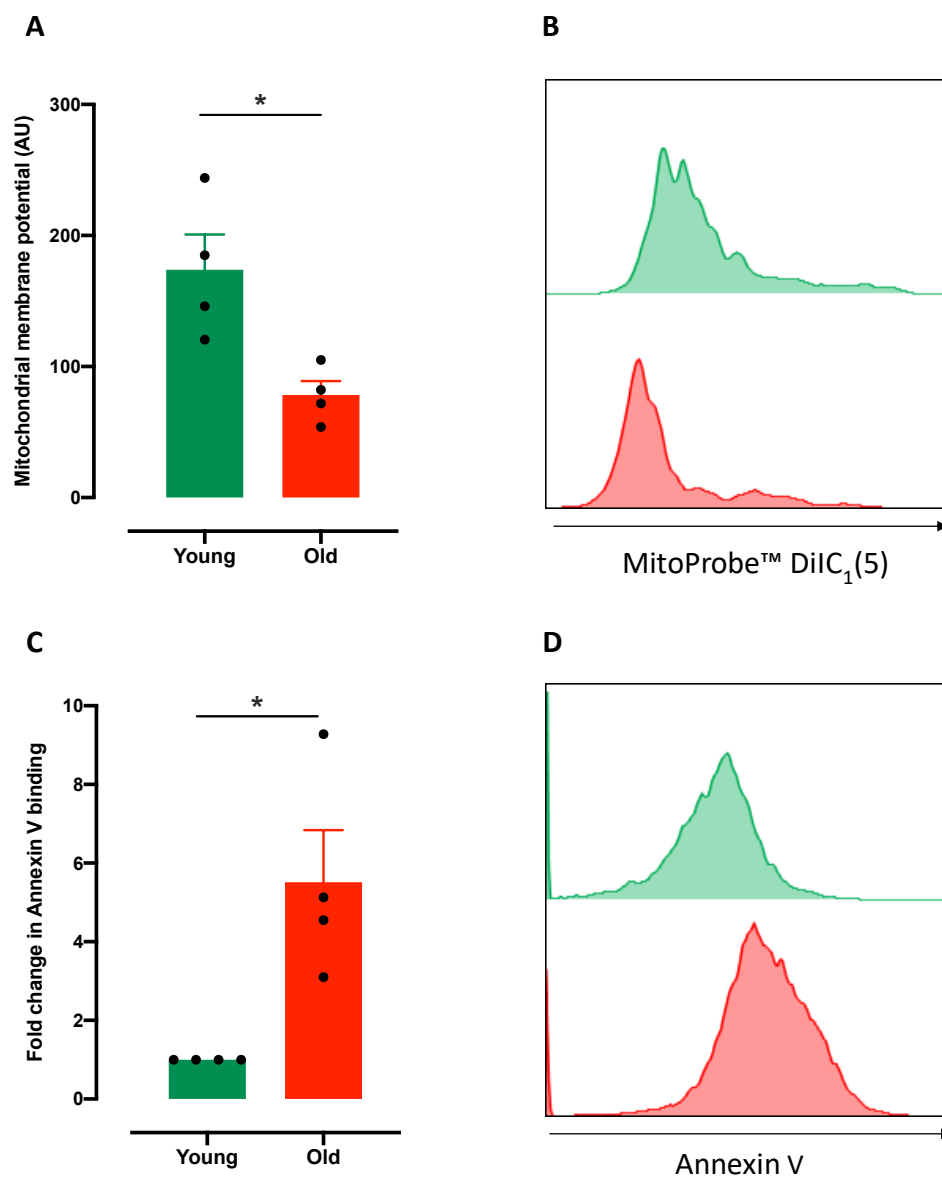 A
Mitochondrial membrane potential (AU)
300
200
100
0
*
Young
Old
B
MitoProbe™ DiIC₁(5)
C
Fold change in Annexin V binding
10
8
6
4
2
0
*
Young
Old
D
Annexin V